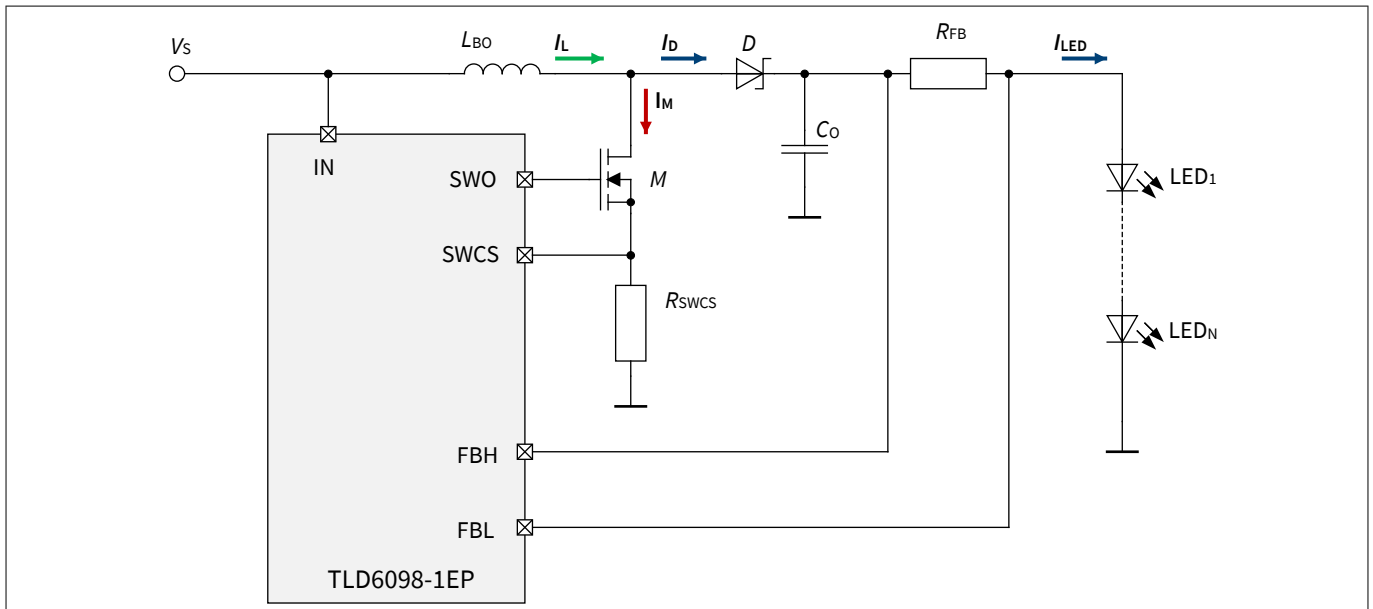 VS
LBO
IL
ID
D
RFB
ILED
IM
CO
IN
SWO
M
LED1
SWCS
RSWCS
LEDN
FBH
FBL
TLD6098-1EP